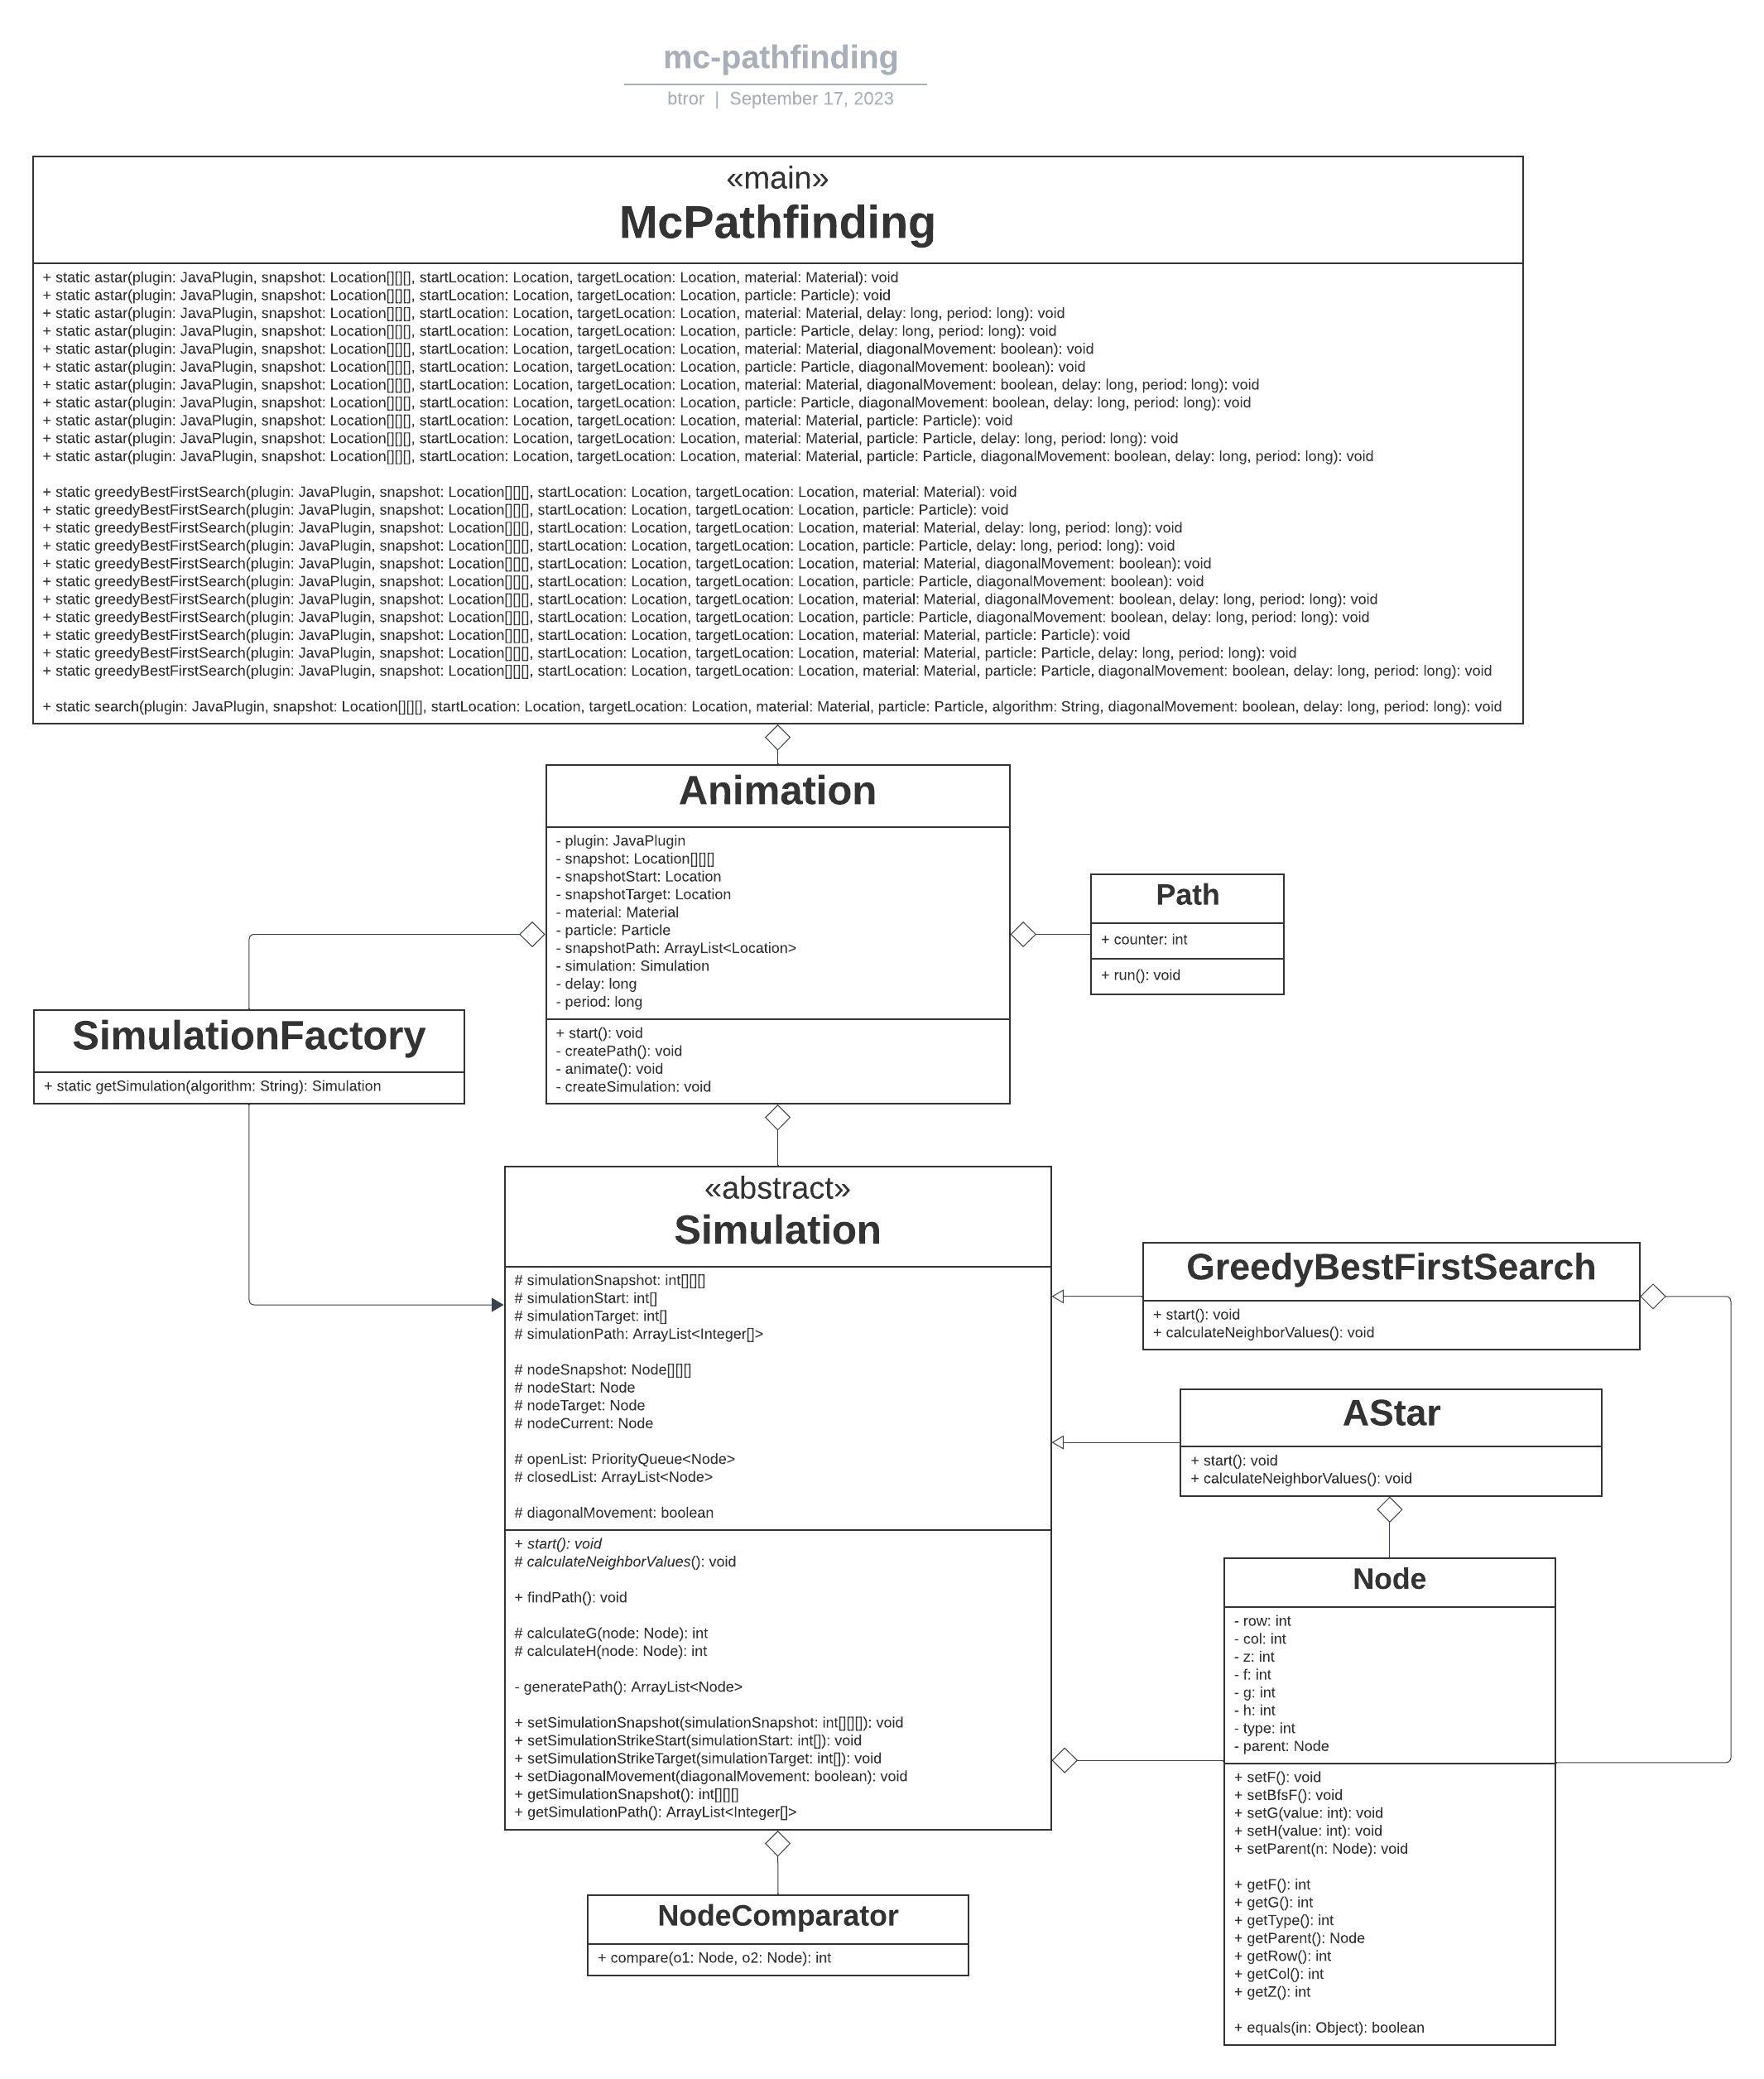 mc-pathfinding
btror | September 17, 2023
«main»
McPathfinding
+ static astar(plugin: JavaPlugin, snapshot: Location[][][], startLocation: Location, targetLocation: Location, material: Material): void
+ static astar(plugin: JavaPlugin, snapshot: Location[][][], startLocation: Location, targetLocation: Location, particle: Particle): void
+ static astar(plugin: JavaPlugin, snapshot: Location[][][], startLocation: Location, targetLocation: Location, material: Material, delay: long, period: long): void
+ static astar(plugin: JavaPlugin, snapshot: Location[][][], startLocation: Location, targetLocation: Location, particle: Particle, delay: long, period: long): void
+ static astar(plugin: JavaPlugin, snapshot: Location[][][], startLocation: Location, targetLocation: Location, material: Material, diagonalMovement: boolean): void
+ static astar(plugin: JavaPlugin, snapshot: Location[][][], startLocation: Location, targetLocation: Location, particle: Particle, diagonalMovement: boolean): void
+ static astar(plugin: JavaPlugin, snapshot: Location[][][], startLocation: Location, targetLocation: Location, material: Material, diagonalMovement: boolean, delay: long, period: long): void
+ static astar(plugin: JavaPlugin, snapshot: Location[][][], startLocation: Location, targetLocation: Location, particle: Particle, diagonalMovement: boolean, delay: long, period: long): void
+ static astar(plugin: JavaPlugin, snapshot: Location[][][], startLocation: Location, targetLocation: Location, material: Material, particle: Particle): void
+ static astar(plugin: JavaPlugin, snapshot: Location[][][], startLocation: Location, targetLocation: Location, material: Material, particle: Particle, delay: long, period: long): void
+ static astar(plugin: JavaPlugin, snapshot: Location[][][], startLocation: Location, targetLocation: Location, material: Material, particle: Particle, diagonalMovement: boolean, delay: long, period: long): void
+ static greedyBestFirstSearch(plugin: JavaPlugin, snapshot: Location[][][], startLocation: Location, targetLocation: Location, material: Material): void
+ static greedyBestFirstSearch(plugin: JavaPlugin, snapshot: Location[][][], startLocation: Location, targetLocation: Location, particle: Particle): void
+ static greedyBestFirstSearch(plugin: JavaPlugin, snapshot: Location[][][], startLocation: Location, targetLocation: Location, material: Material, delay: long, period: long): void
+ static greedyBestFirstSearch(plugin: JavaPlugin, snapshot: Location[][][], startLocation: Location, targetLocation: Location, particle: Particle, delay: long, period: long): void
+ static greedyBestFirstSearch(plugin: JavaPlugin, snapshot: Location[][][], startLocation: Location, targetLocation: Location, material: Material, diagonalMovement: boolean): void
+ static greedyBestFirstSearch(plugin: JavaPlugin, snapshot: Location[][][], startLocation: Location, targetLocation: Location, particle: Particle, diagonalMovement: boolean): void
+ static greedyBestFirstSearch(plugin: JavaPlugin, snapshot: Location[][][], startLocation: Location, targetLocation: Location, material: Material, diagonalMovement: boolean, delay: long, period: long): void
+ static greedyBestFirstSearch(plugin: JavaPlugin, snapshot: Location[][][], startLocation: Location, targetLocation: Location, particle: Particle, diagonalMovement: boolean, delay: long, period: long): void
+ static greedyBestFirstSearch(plugin: JavaPlugin, snapshot: Location[][][], startLocation: Location, targetLocation: Location, material: Material, particle: Particle): void
+ static greedyBestFirstSearch(plugin: JavaPlugin, snapshot: Location[][][], startLocation: Location, targetLocation: Location, material: Material, particle: Particle, delay: long, period: long): void
+ static greedyBestFirstSearch(plugin: JavaPlugin, snapshot: Location[][][], startLocation: Location, targetLocation: Location, material: Material, particle: Particle, diagonalMovement: boolean, delay: long, period: long): void
+ static search(plugin: JavaPlugin, snapshot: Location[][][], startLocation: Location, targetLocation: Location, material: Material, particle: Particle, algorithm: String, diagonalMovement: boolean, delay: long, period: long): void
Animation
- plugin: JavaPlugin
- snapshot: Location[][][]
- snapshotStart: Location
- snapshotTarget: Location
- material: Material
- particle: Particle
- snapshotPath: ArrayList<Location>
- simulation: Simulation
- delay: long
- period: long
+ start(): void
- createPath(): void
- animate(): void
- createSimulation: void
Path
+ counter: int
+ run(): void
SimulationFactory
+ static getSimulation(algorithm: String): Simulation
«abstract»
Simulation
# simulationSnapshot: int[][][]
# simulationStart: int[]
# simulationTarget: int[]
# simulationPath: ArrayList<Integer[]>
# nodeSnapshot: Node[][][]
# nodeStart: Node
# nodeTarget: Node
# nodeCurrent: Node
# openList: PriorityQueue<Node>
# closedList: ArrayList<Node>
# diagonalMovement: boolean
+ start(): void
# calculateNeighborValues(): void
+ findPath(): void
# calculateG(node: Node): int
# calculateH(node: Node): int
- generatePath(): ArrayList<Node>
+ setSimulationSnapshot(simulationSnapshot: int[][][]): void
+ setSimulationStrikeStart(simulationStart: int[]): void
+ setSimulationStrikeTarget(simulationTarget: int[]): void
+ setDiagonalMovement(diagonalMovement: boolean): void
+ getSimulationSnapshot(): int[][][]
+ getSimulationPath(): ArrayList<Integer[]>
GreedyBestFirstSearch
+ start(): void
+ calculateNeighborValues(): void
AStar
+ start(): void
+ calculateNeighborValues(): void
Node
- row: int
- col: int
- z: int
- f: int
- g: int
- h: int
- type: int
- parent: Node
+ setF(): void
+ setBfsF(): void
+ setG(value: int): void
+ setH(value: int): void
+ setParent(n: Node): void
+ getF(): int
+ getG(): int
+ getType(): int
+ getParent(): Node
+ getRow(): int
+ getCol(): int
+ getZ(): int
+ equals(in: Object): boolean
NodeComparator
+ compare(o1: Node, o2: Node): int